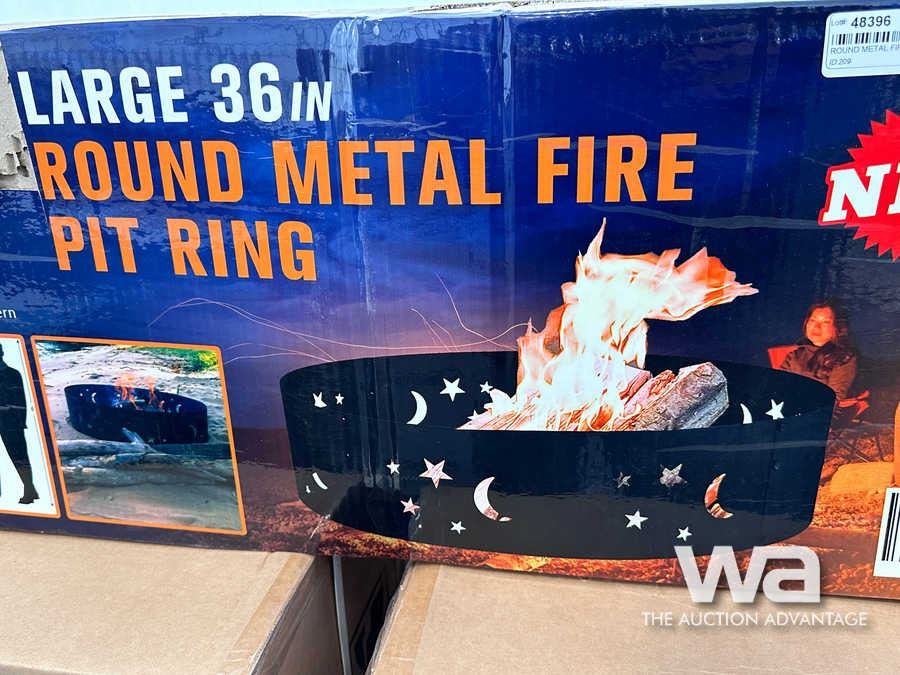 LARGE 36IN
ROUND METAL FIRE
PIT RING
Lot#: 48396
ROUND METAL FI
ID:209
wa
THE AUCTION ADVANTAGE